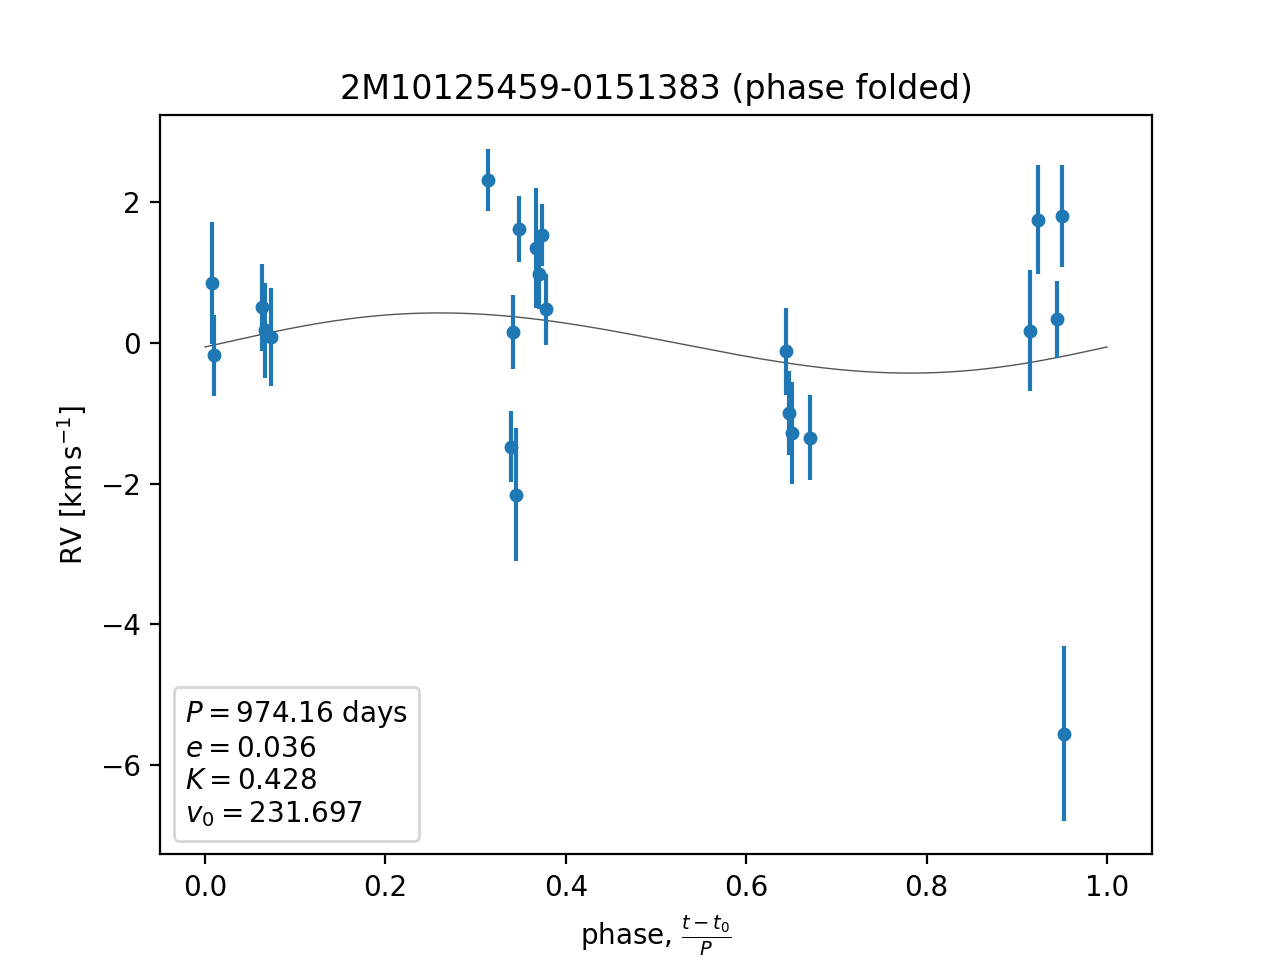 2M10125459-0151383 (phase folded)
RV [km s⁻¹]
2
0
−2
−4
−6
P = 974.16 days
e = 0.036
K = 0.428
v₀ = 231.697
0.0 0.2 0.4 0.6 0.8 1.0
phase, (t − t₀)/P